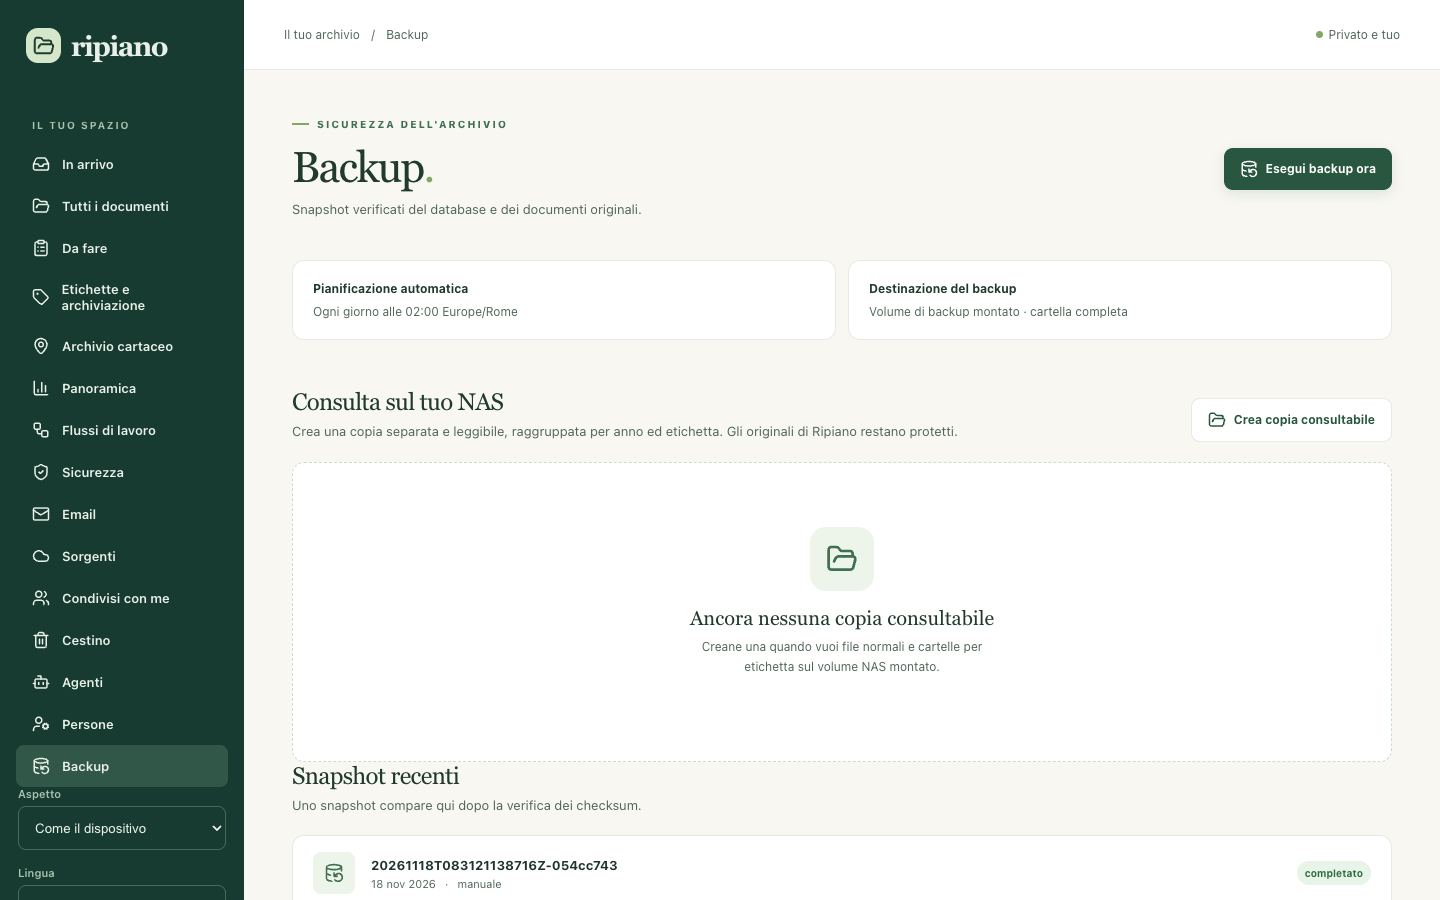 ripiano
IL TUO SPAZIO
In arrivo
Tutti i documenti
Da fare
Etichette e
archiviazione
Archivio cartaceo
Panoramica
Flussi di lavoro
Sicurezza
Email
Sorgenti
Condivisi con me
Cestino
Agenti
Persone
Backup
Aspetto
Come il dispositivo
Lingua
Il tuo archivio / Backup
Privato e tuo
SICUREZZA DELL'ARCHIVIO
Backup.
Esegui backup ora
Snapshot verificati del database e dei documenti originali.
Pianificazione automatica
Ogni giorno alle 02:00 Europe/Rome
Destinazione del backup
Volume di backup montato · cartella completa
Consulta sul tuo NAS
Crea una copia separata e leggibile, raggruppata per anno ed etichetta. Gli originali di Ripiano restano protetti.
Crea copia consultabile
Ancora nessuna copia consultabile
Creane una quando vuoi file normali e cartelle per
etichetta sul volume NAS montato.
Snapshot recenti
Uno snapshot compare qui dopo la verifica dei checksum.
20261118T083121138716Z-054cc743
18 nov 2026 · manuale
completato